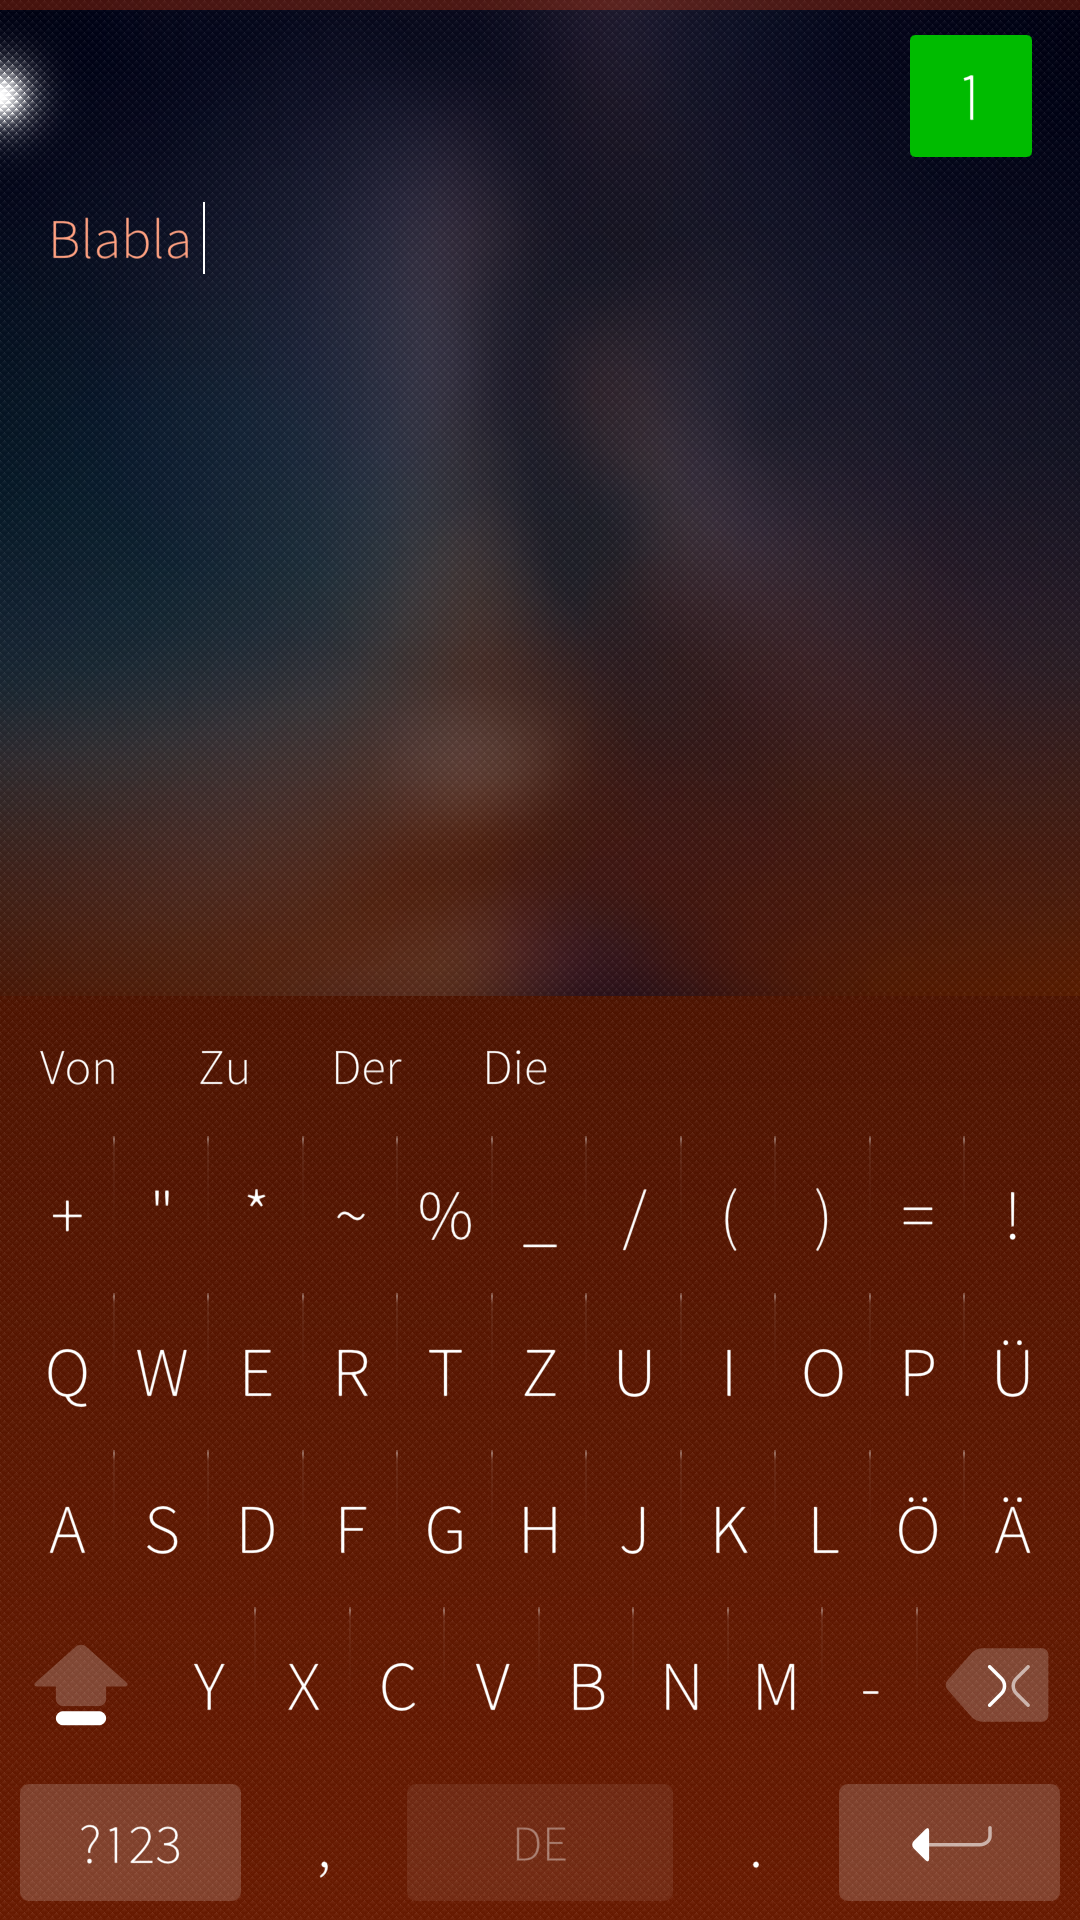 1
Blabla
Von Zu Der Die
+ " * ~ % _ / ( ) = !
Q W E R T Z U I O P Ü
A S D F G H J K L Ö Ä
Y X C V B N M -
?123 , DE .